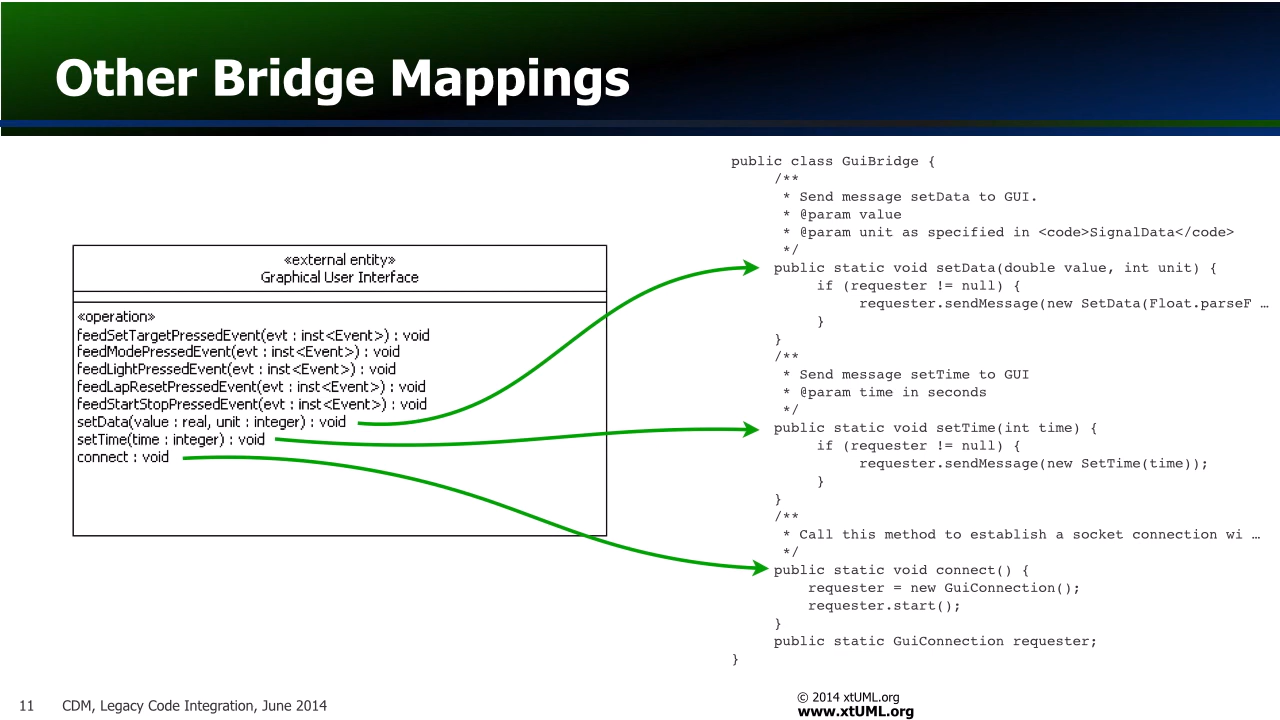 Other Bridge Mappings
«external entity»
Graphical User Interface
«operation»
feedSetTargetPressedEvent(evt : inst<Event>) : void
feedModePressedEvent(evt : inst<Event>) : void
feedLightPressedEvent(evt : inst<Event>) : void
feedLapResetPressedEvent(evt : inst<Event>) : void
feedStartStopPressedEvent(evt : inst<Event>) : void
setData(value : real, unit : integer) : void
setTime(time : integer) : void
connect : void
public class GuiBridge {
/**
* Send message setData to GUI.
* @param value
* @param unit as specified in <code>SignalData</code>
*/
public static void setData(double value, int unit) {
if (requester != null) {
requester.sendMessage(new SetData(Float.parseF …
}
}
/**
* Send message setTime to GUI
* @param time in seconds
*/
public static void setTime(int time) {
if (requester != null) {
requester.sendMessage(new SetTime(time));
}
}
/**
* Call this method to establish a socket connection wi …
*/
public static void connect() {
requester = new GuiConnection();
requester.start();
}
public static GuiConnection requester;
}
11 CDM, Legacy Code Integration, June 2014
© 2014 xtUML.org
www.xtUML.org